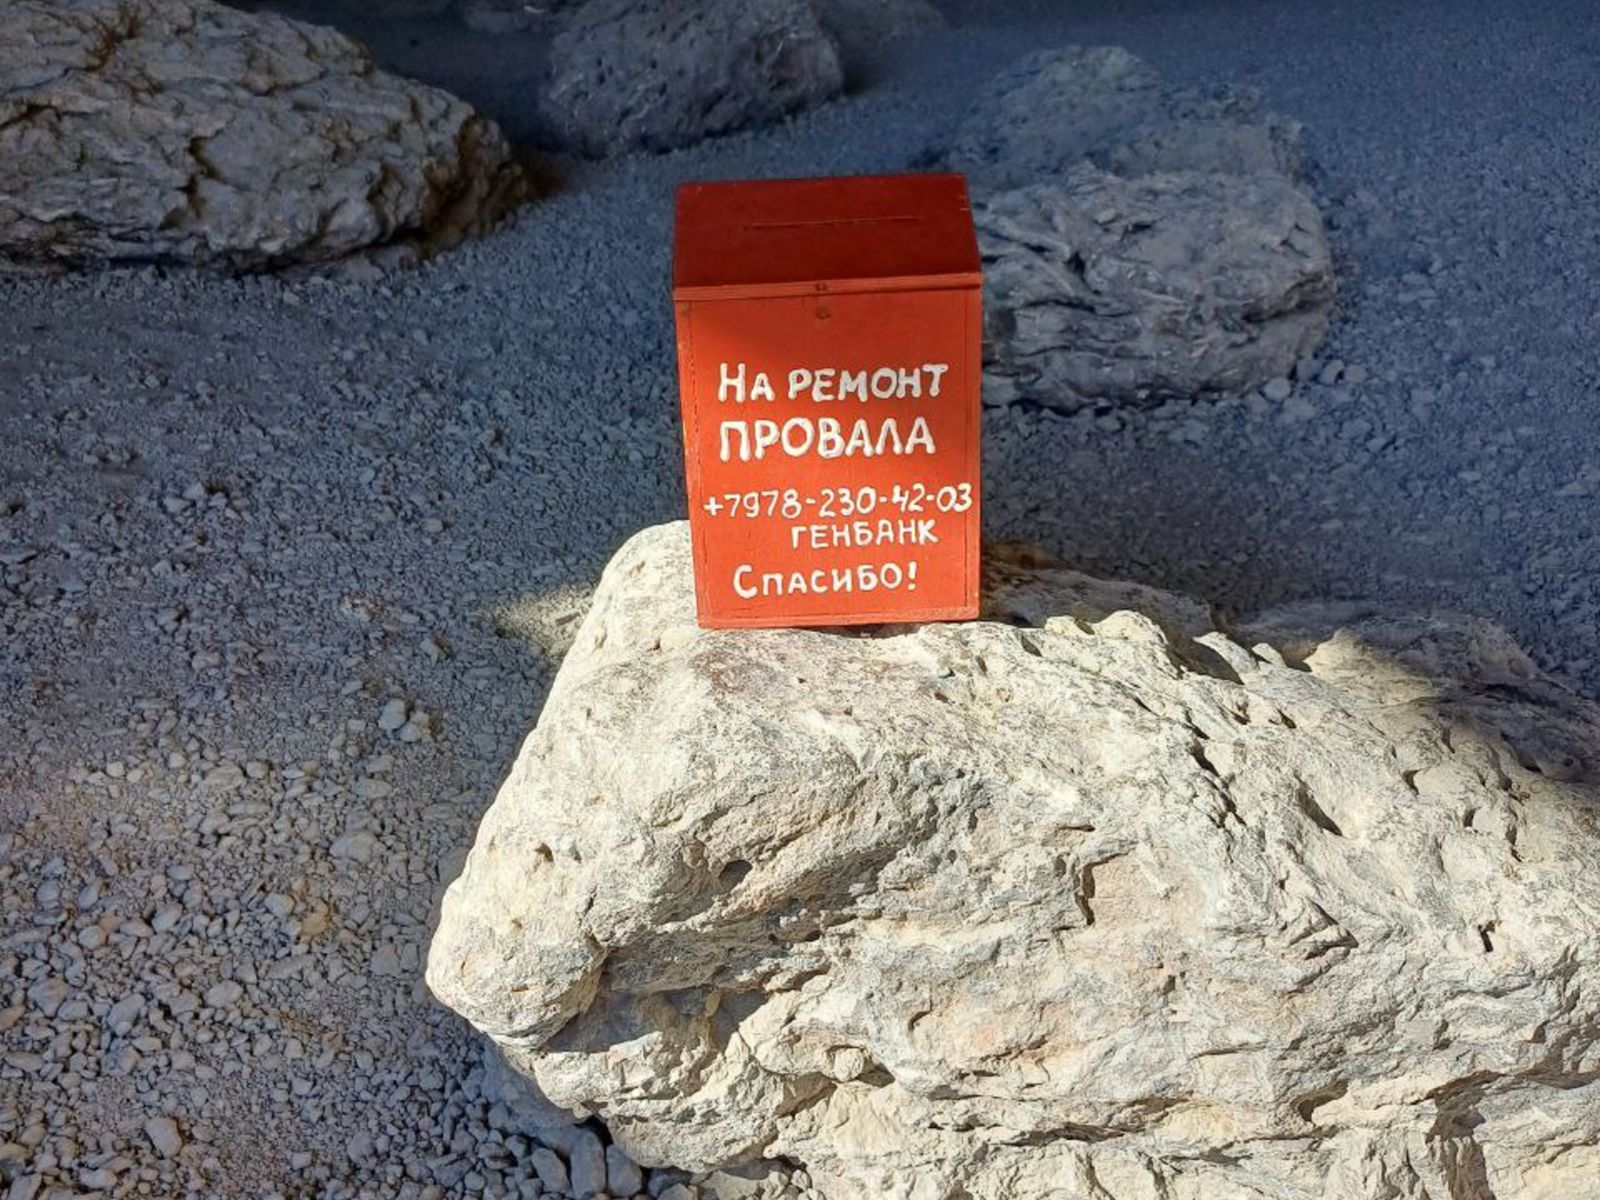 На ремонт
провала
+7978-230-42-03
Генбанк
Спасибо!